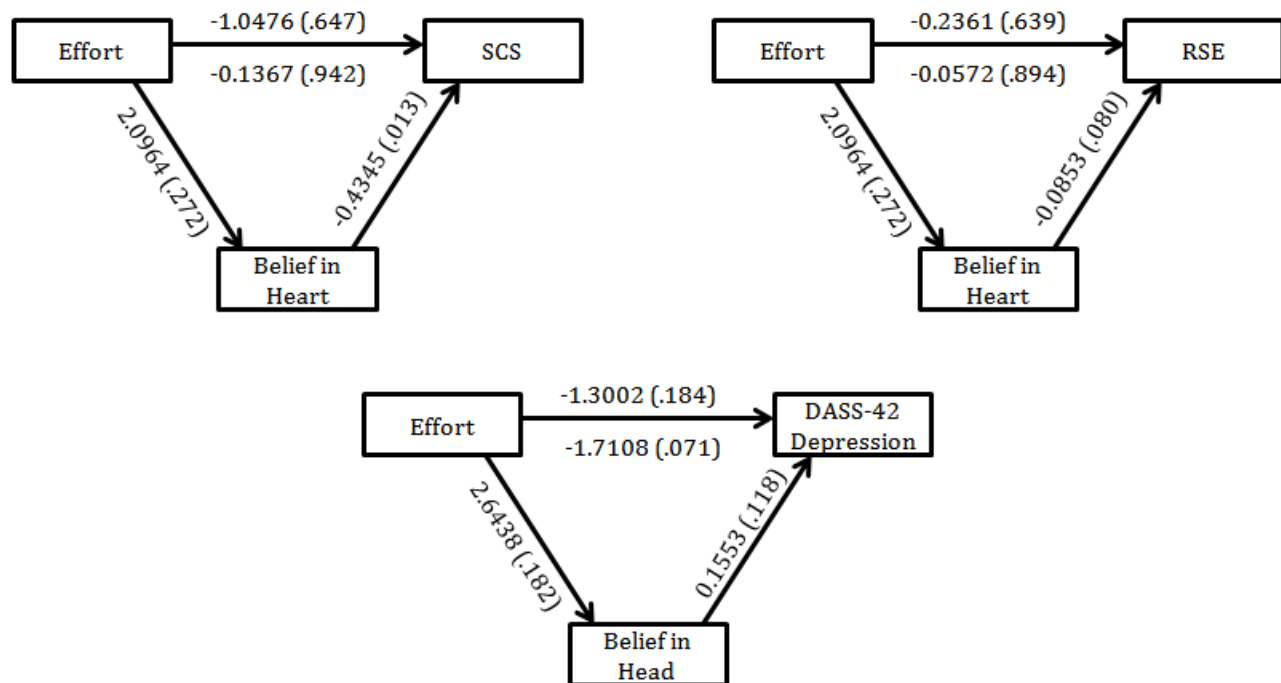 -1.0476 (.647)
Effort
SCS
-0.1367 (.942)
2.0964 (.272)
-0.4345 (.013)
Belief in
Heart
-0.2361 (.639)
Effort
RSE
-0.0572 (.894)
2.0964 (.272)
-0.0853 (.080)
Belief in
Heart
-1.3002 (.184)
Effort
DASS-42
Depression
-1.7108 (.071)
2.6438 (.182)
0.1553 (.118)
Belief in
Head